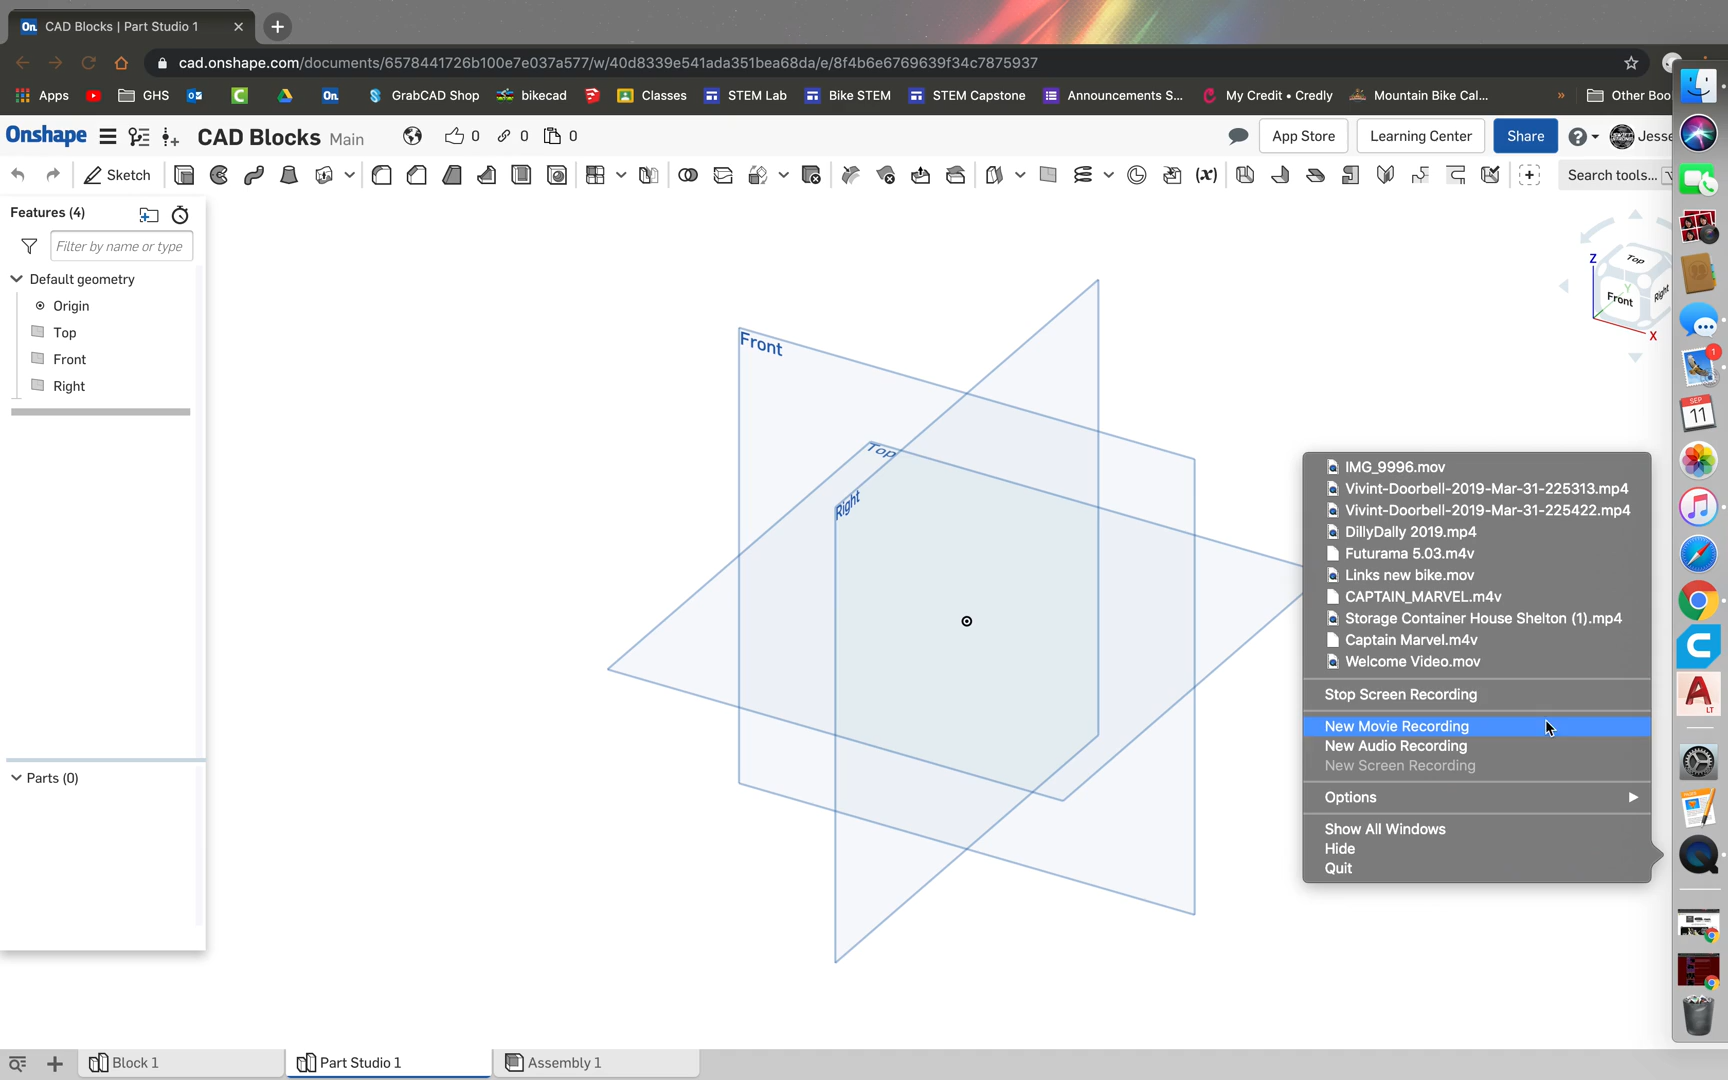 On CAD Blocks | Part Studio 1
cad.onshape.com/documents/6578441726b100e7e037a577/w/40d8339e541ada351bea68da/e/8f4b6e6769639f34c7875937
Apps GHS On GrabCAD Shop bikecad Classes STEM Lab Bike STEM STEM Capstone Announcements S... My Credit • Credly Mountain Bike Cal... » Other Boo
Onshape CAD Blocks Main 0 0 0 App Store Learning Center Share Jesse
Sketch (x) Search tools...
Features (4)
Filter by name or type
Default geometry
Origin
Top
Front
Right
Parts (0)
Front
Top
Right
Z
Top
Y
Front
Right
X
IMG_9996.mov
Vivint-Doorbell-2019-Mar-31-225313.mp4
Vivint-Doorbell-2019-Mar-31-225422.mp4
DillyDally 2019.mp4
Futurama 5.03.m4v
Links new bike.mov
CAPTAIN_MARVEL.m4v
Storage Container House Shelton (1).mp4
Captain Marvel.m4v
Welcome Video.mov
Stop Screen Recording
New Movie Recording
New Audio Recording
New Screen Recording
Options
Show All Windows
Hide
Quit
1
SEP
11
A
LT
Block 1 Part Studio 1 Assembly 1